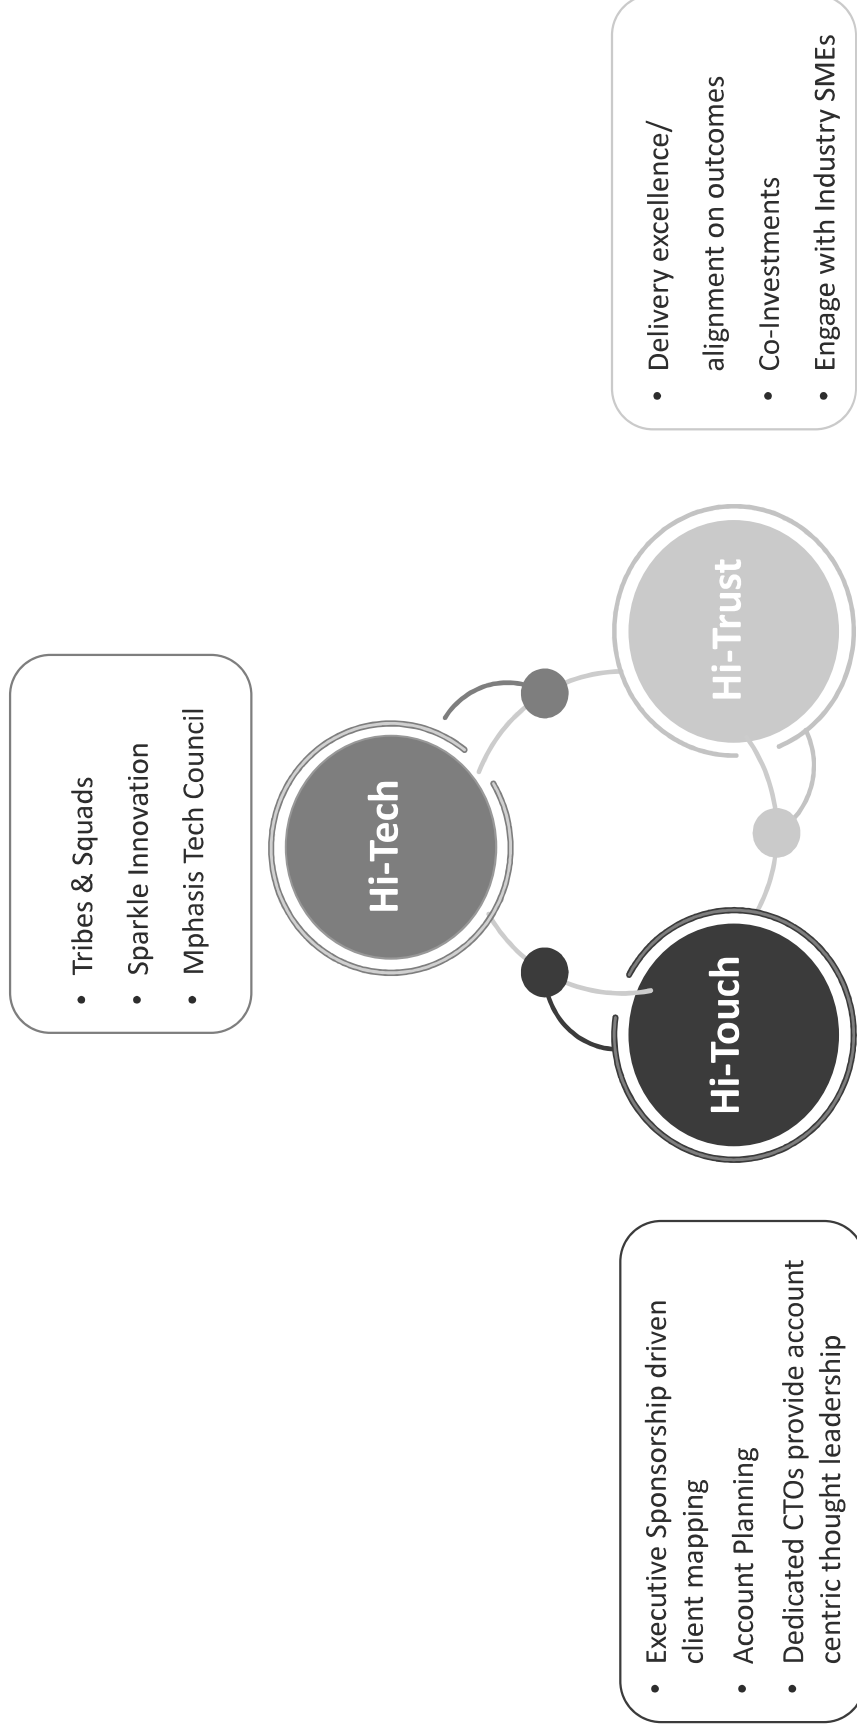 • Tribes & Squads
• Sparkle Innovation
• Mphasis Tech Council
Hi-Tech
Hi-Touch
Hi-Trust
• Executive Sponsorship driven
client mapping
• Account Planning
• Dedicated CTOs provide account
centric thought leadership
• Delivery excellence/
alignment on outcomes
• Co-Investments
• Engage with Industry SMEs